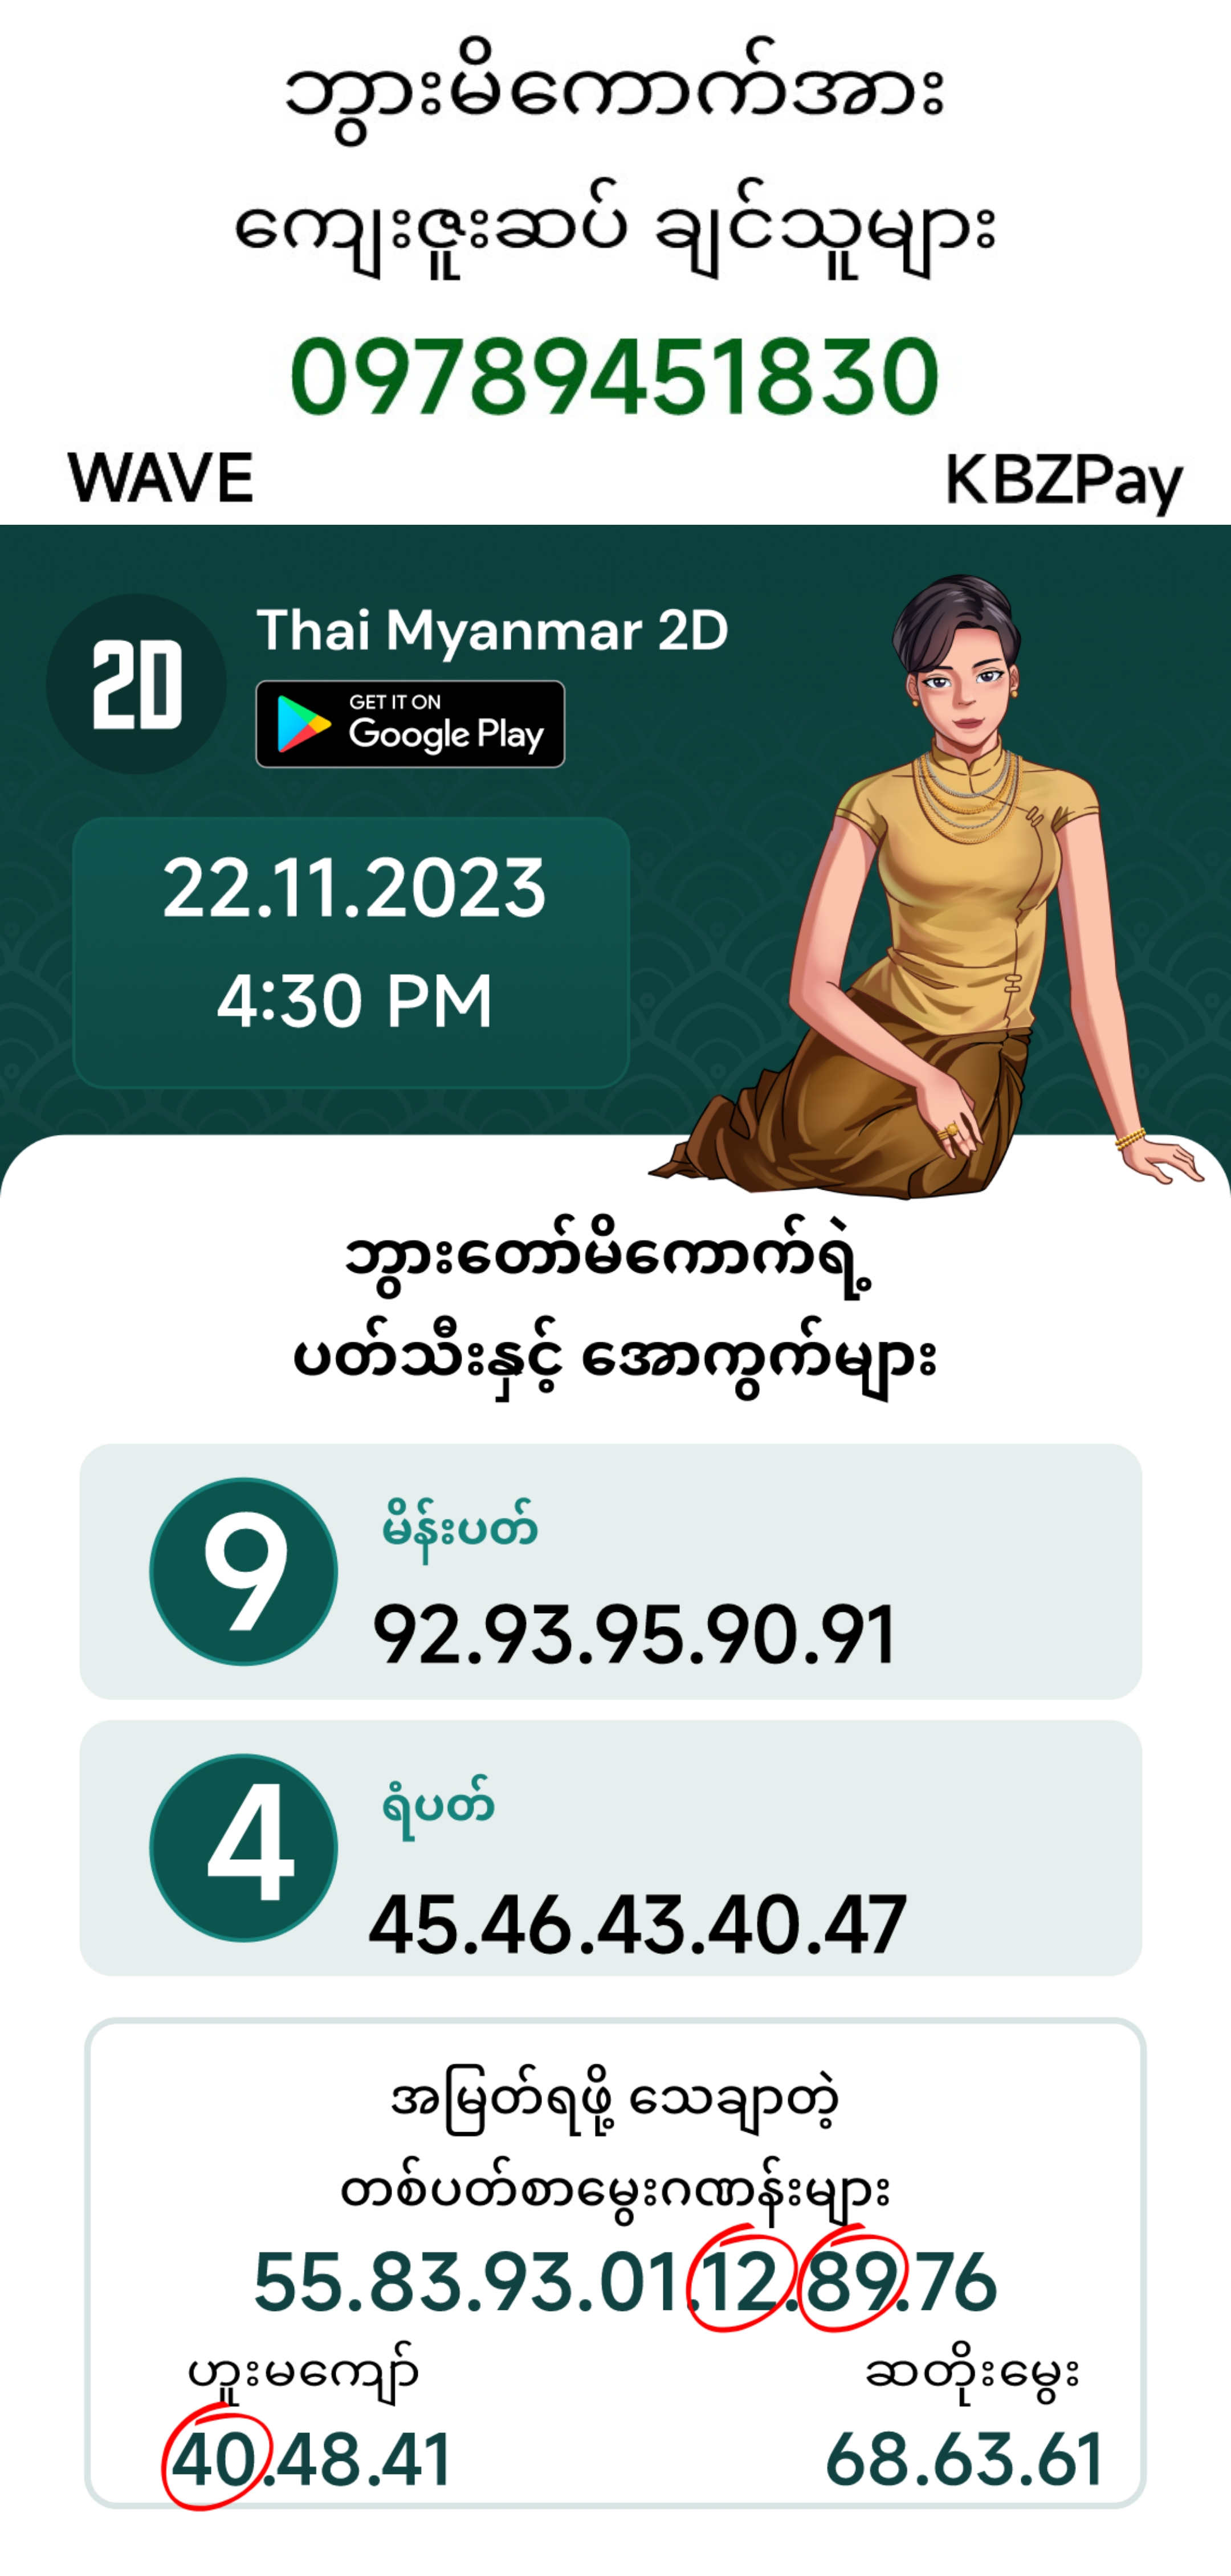 ဘွားမိကောက်အား
ကျေးဇူးဆပ် ချင်သူများ
09789451830
WAVE
KBZPay
2D
Thai Myanmar 2D
GET IT ON
Google Play
22.11.2023
4:30 PM
ဘွားတော်မိကောက်ရဲ့
ပတ်သီးနှင့် အောကွက်များ
9
မိန်းပတ်
92.93.95.90.91
4
ရံပတ်
45.46.43.40.47
အမြတ်ရဖို့ သေချာတဲ့
တစ်ပတ်စာမွေးဂဏန်းများ
55.83.93.01.12.89.76
ဟူးမကျော်
ဆတိုးမွေး
40.48.41
68.63.61